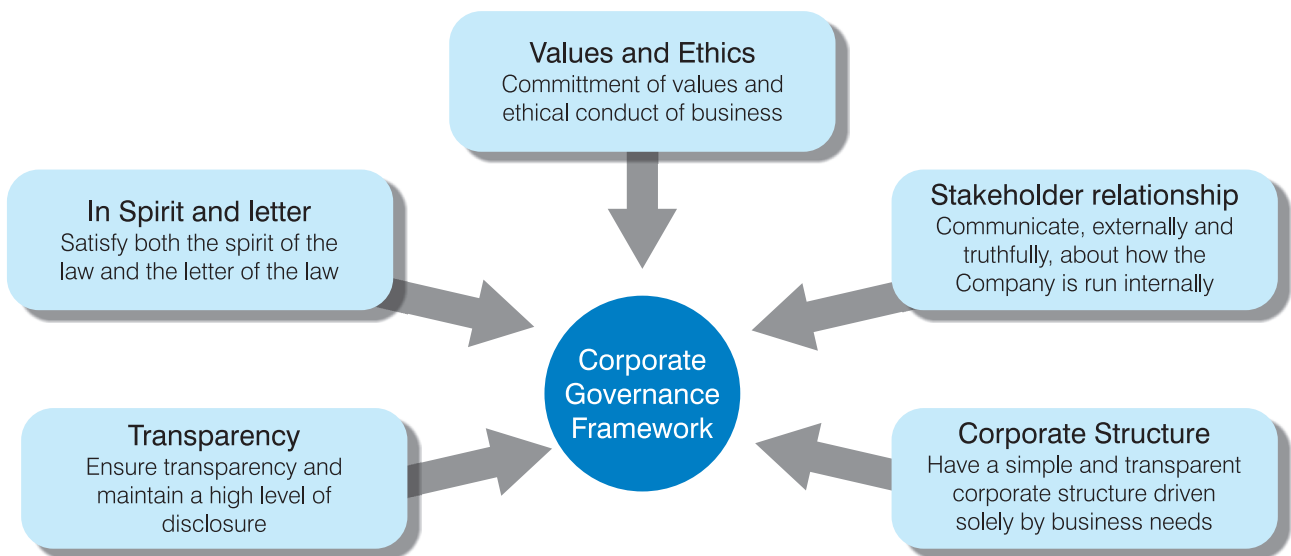 Values and Ethics
Committment of values and
ethical conduct of business
In Spirit and letter
Satisfy both the spirit of the
law and the letter of the law
Stakeholder relationship
Communicate, externally and
truthfully, about how the
Company is run internally
Corporate
Governance
Framework
Transparency
Ensure transparency and
maintain a high level of
disclosure
Corporate Structure
Have a simple and transparent
corporate structure driven
solely by business needs